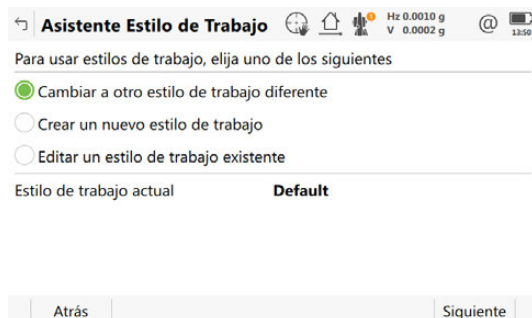 Asistente Estilo de Trabajo Hz 0.0010 g
V 0.0002 g
13:50
Para usar estilos de trabajo, elija uno de los siguientes
Cambiar a otro estilo de trabajo diferente
Crear un nuevo estilo de trabajo
Editar un estilo de trabajo existente
Estilo de trabajo actual Default
Atrás Siguiente